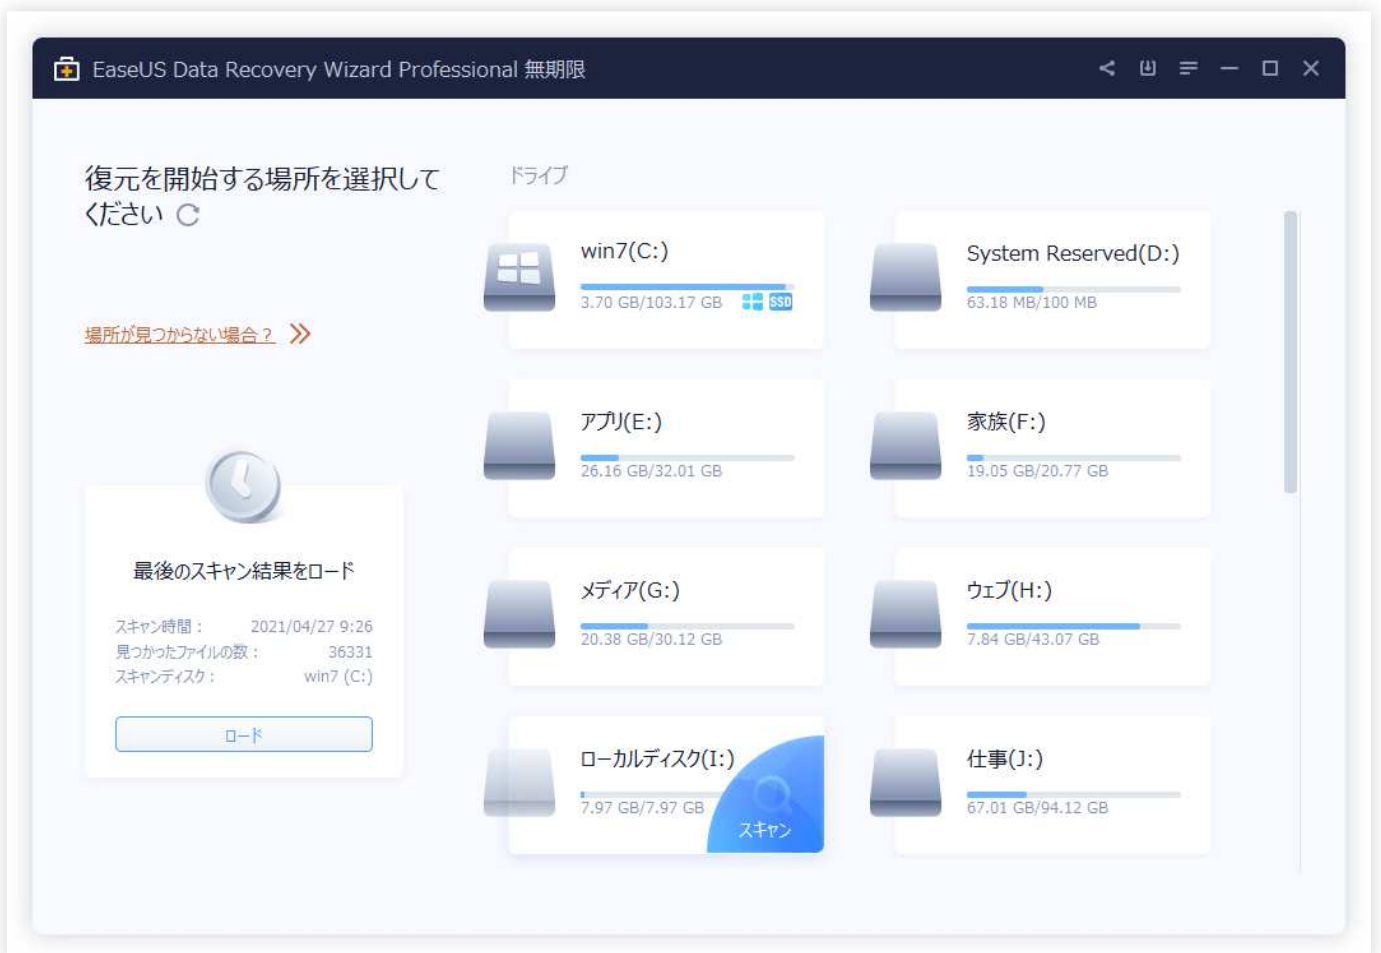 EaseUS Data Recovery Wizard Professional 無期限
復元を開始する場所を選択して
ください
場所が見つからない場合？
最後のスキャン結果をロード
スキャン時間： 2021/04/27 9:26
見つかったファイルの数： 36331
スキャンディスク： win7 (C:)
ロード
ドライブ
win7(C:)
3.70 GB/103.17 GB SSD
System Reserved(D:)
63.18 MB/100 MB
アプリ(E:)
26.16 GB/32.01 GB
家族(F:)
19.05 GB/20.77 GB
メディア(G:)
20.38 GB/30.12 GB
ウェブ(H:)
7.84 GB/43.07 GB
ローカルディスク(I:)
7.97 GB/7.97 GB
スキャン
仕事(J:)
67.01 GB/94.12 GB